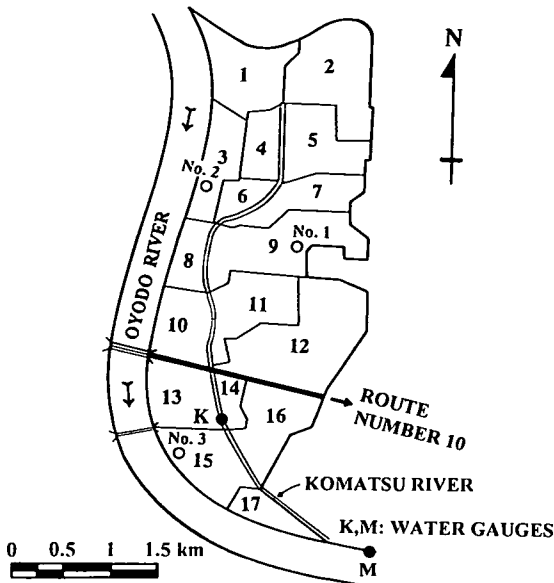 N
1
2
3
4
5
No. 2
6
7
No. 1
9
8
OYODO RIVER
11
10
12
14
13
K
16
ROUTE
NUMBER 10
No. 3
15
KOMATSU RIVER
17
K,M: WATER GAUGES
0 0.5 1 1.5 km
M